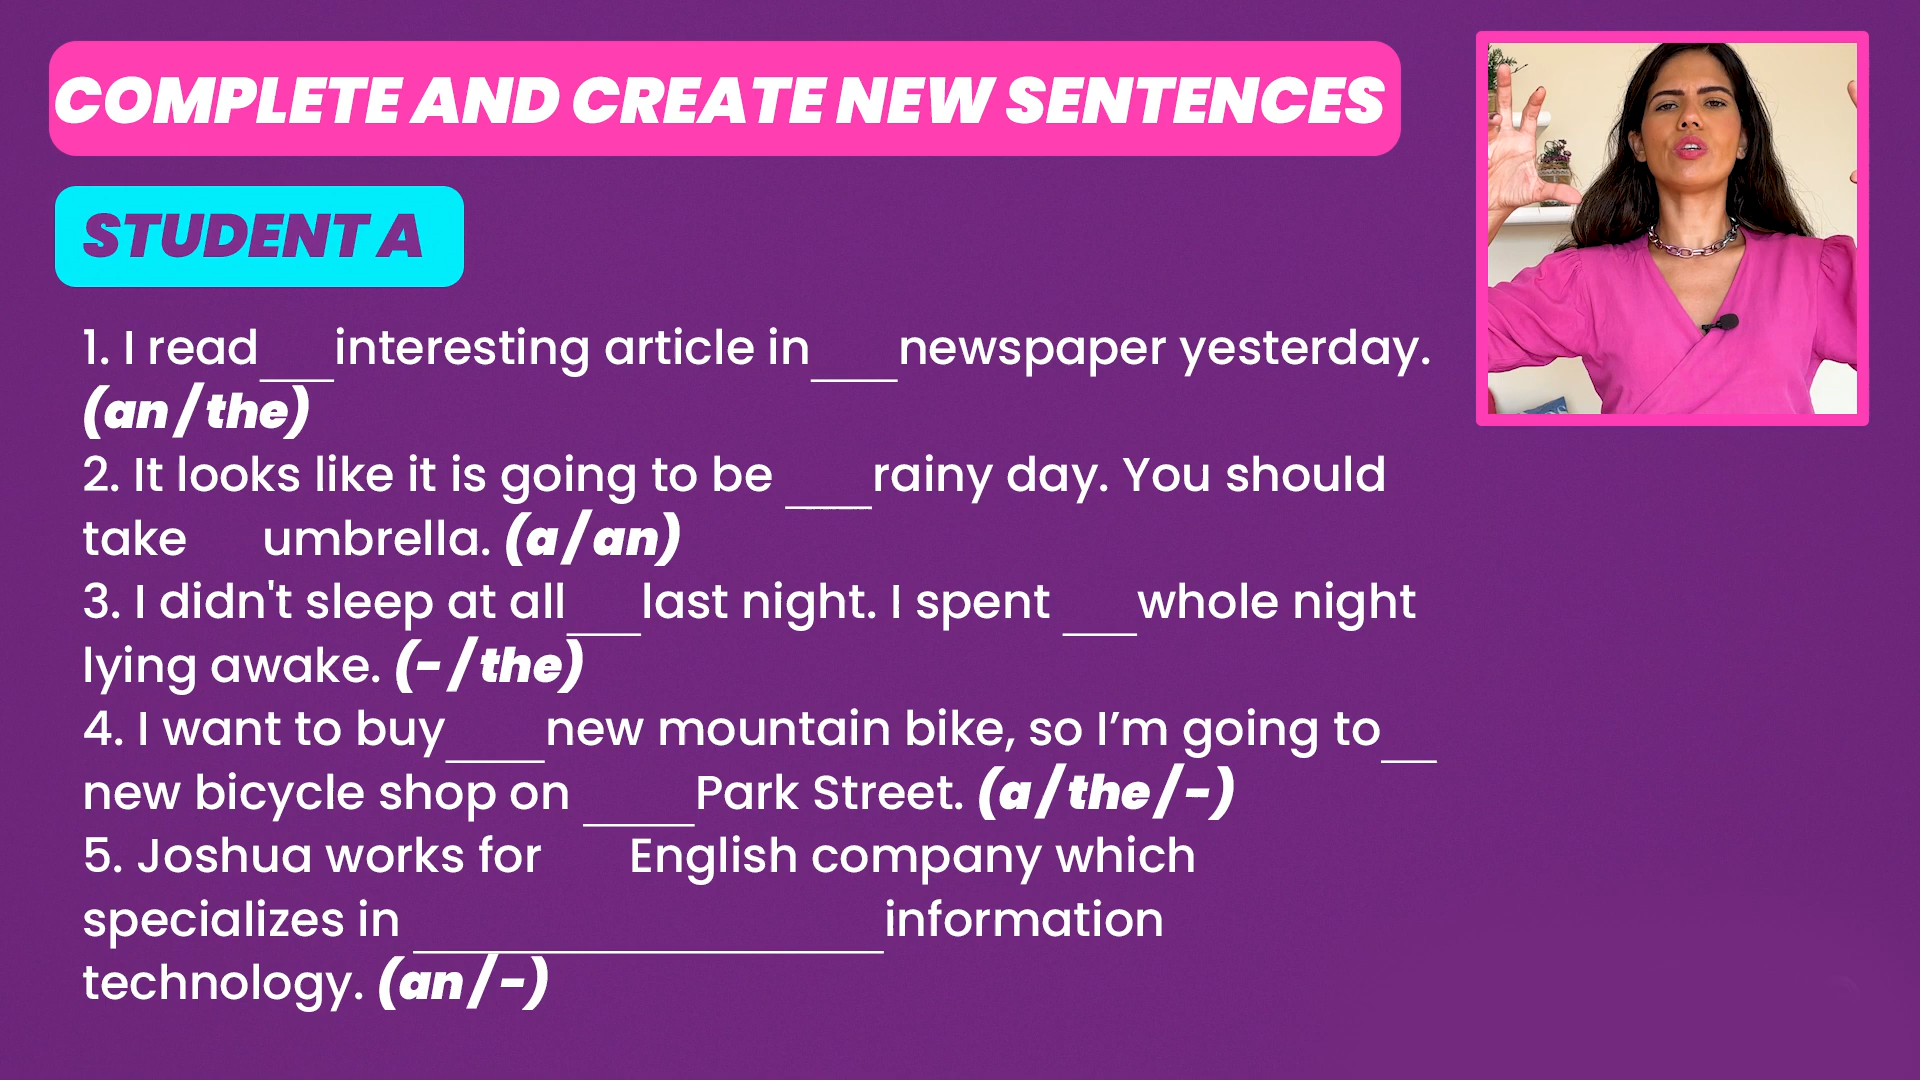 COMPLETE AND CREATE NEW SENTENCES
STUDENT A
1. I read___interesting article in____newspaper yesterday.
(an/the)
2. It looks like it is going to be ____rainy day. You should
take umbrella. (a/an)
3. I didn't sleep at all___last night. I spent ___whole night
lying awake. (-/the)
4. I want to buy____new mountain bike, so I’m going to__
new bicycle shop on ____Park Street. (a/the/-)
5. Joshua works for English company which
specializes in ___________________information
technology. (an/-)